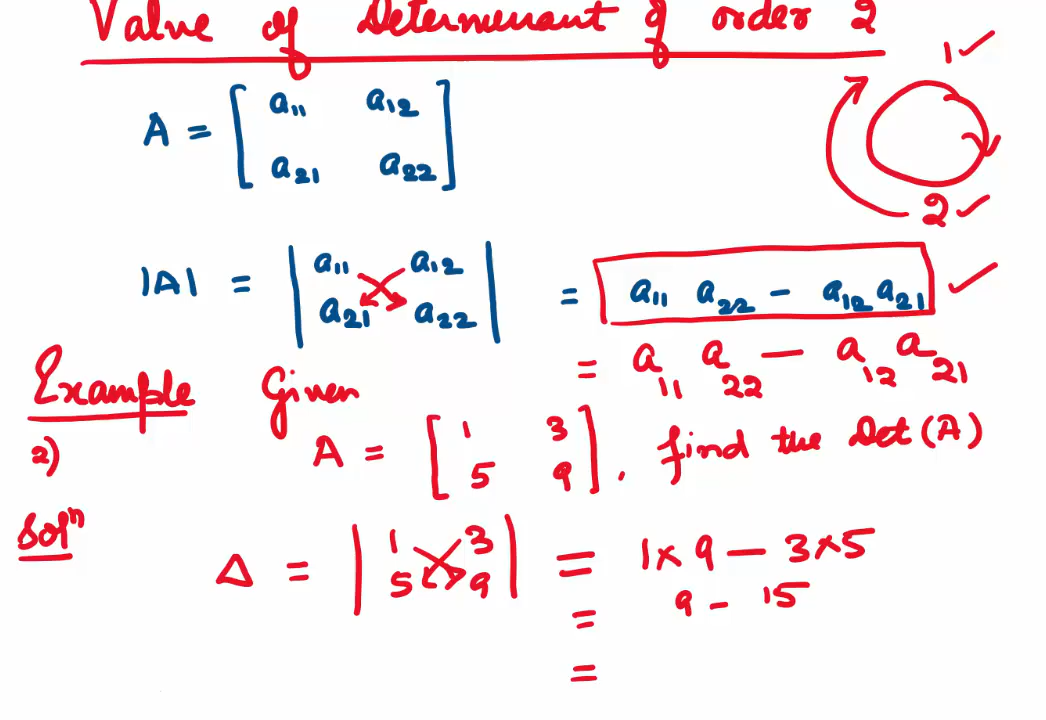 Value of Determinant of order 2
1 ✓
A = [ a11 a12
a21 a22 ]
2 ✓
|A| = | a11 a12
a21 a22 | = a11 a22 - a12 a21 ✓
= a11 a22 - a12 a21
Example Given
2) A = [ 1 3
5 9 ] . find the Det (A)
Solⁿ
Δ = | 1 3
5 9 | = 1 × 9 - 3 × 5
= 9 - 15
=